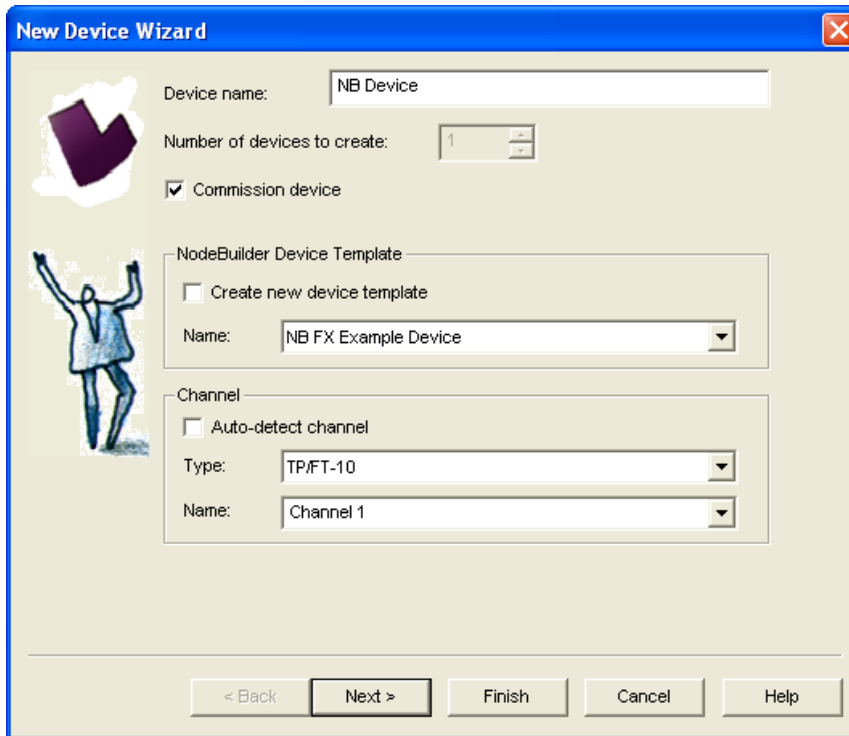 New Device Wizard
Device name: NB Device
Number of devices to create: 1
Commission device
NodeBuilder Device Template
Create new device template
Name: NB FX Example Device
Channel
Auto-detect channel
Type: TP/FT-10
Name: Channel 1
< Back Next > Finish Cancel Help